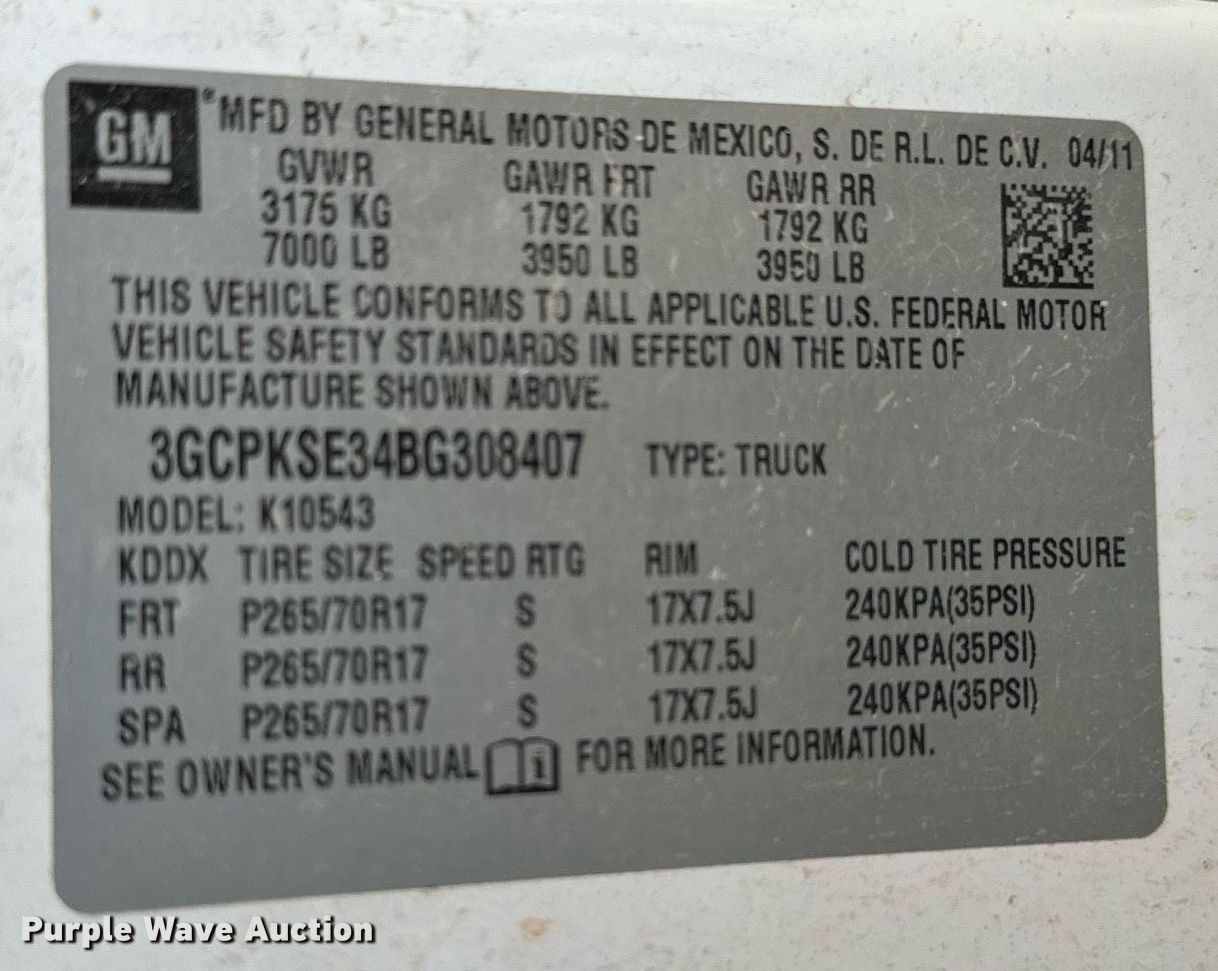 GM ® MFD BY GENERAL MOTORS DE MEXICO, S. DE R.L. DE C.V. 04/11
GVWR GAWR FRT GAWR RR
3175 KG 1792 KG 1792 KG
7000 LB 3950 LB 3950 LB
THIS VEHICLE CONFORMS TO ALL APPLICABLE U.S. FEDERAL MOTOR
VEHICLE SAFETY STANDARDS IN EFFECT ON THE DATE OF
MANUFACTURE SHOWN ABOVE.
3GCPKSE34BG308407 TYPE: TRUCK
MODEL: K10543
KDDX TIRE SIZE SPEED RTG RIM COLD TIRE PRESSURE
FRT P265/70R17 S 17X7.5J 240KPA(35PSI)
RR P265/70R17 S 17X7.5J 240KPA(35PSI)
SPA P265/70R17 S 17X7.5J 240KPA(35PSI)
SEE OWNER'S MANUAL i FOR MORE INFORMATION.
Purple Wave Auction